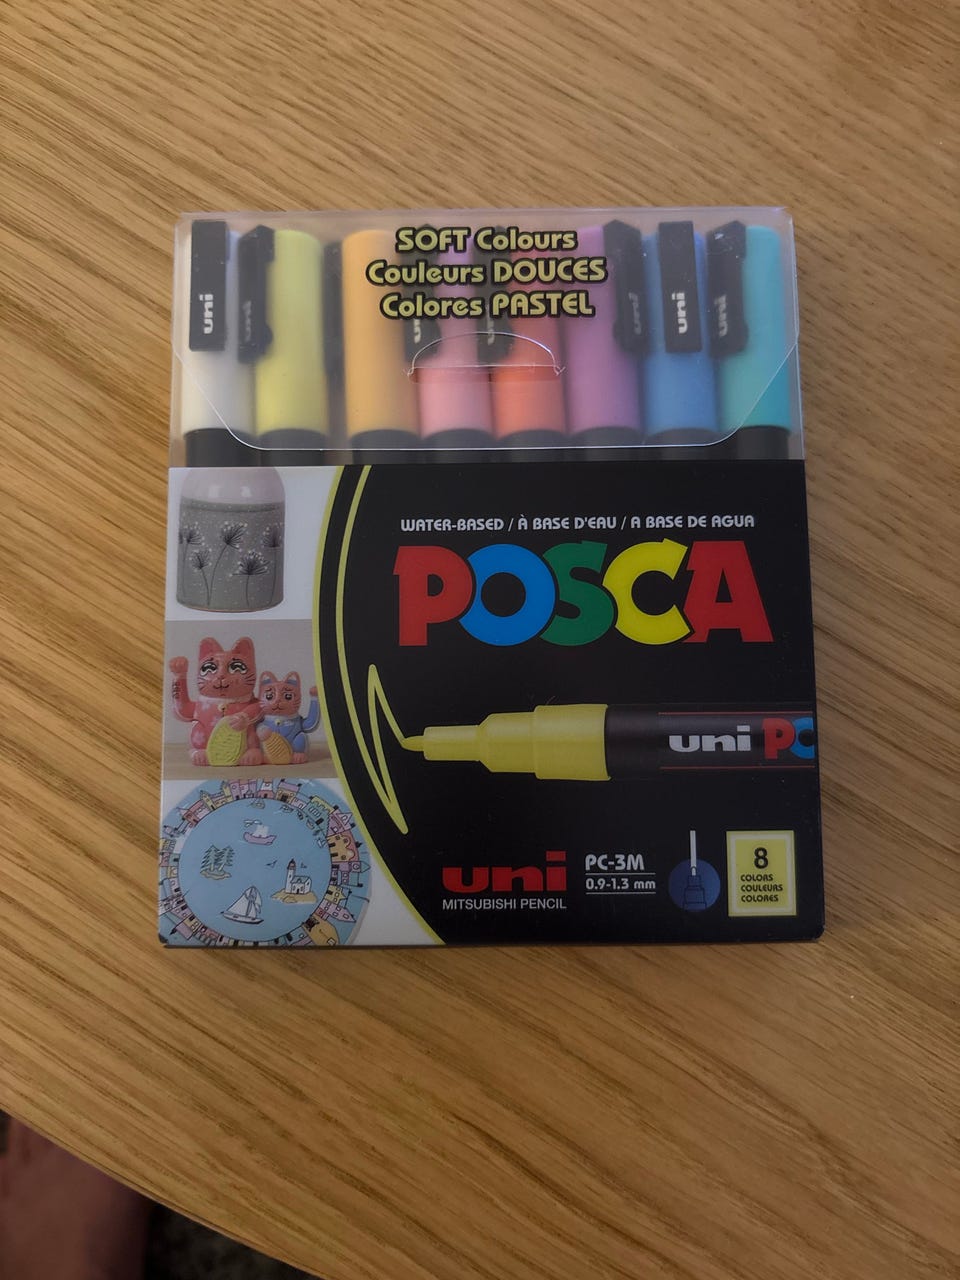 SOFT Colours
Couleurs DOUCES
Colores PASTEL
uni
uni
uni
uni
WATER-BASED / À BASE D'EAU / A BASE DE AGUA
POSCA
uni PO
uni
MITSUBISHI PENCIL
PC-3M
0.9-1.3 mm
8
COLORS
COULEURS
COLORES